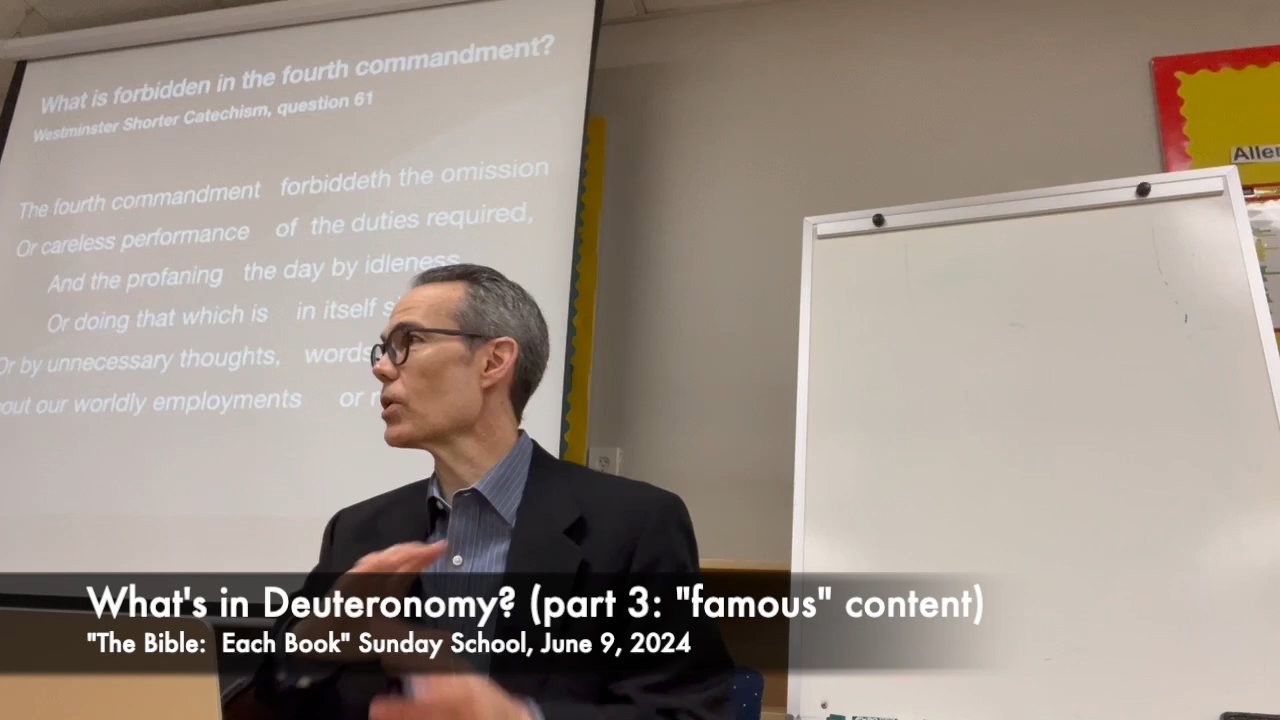 What is forbidden in the fourth commandment?
Westminster Shorter Catechism, question 61
The fourth commandment forbiddeth the omission
Or careless performance of the duties required,
And the profaning the day by idleness
Or doing that which is in itself s
Or by unnecessary thoughts, words
out our worldly employments or r
Aller
What's in Deuteronomy? (part 3: "famous" content)
"The Bible: Each Book" Sunday School, June 9, 2024